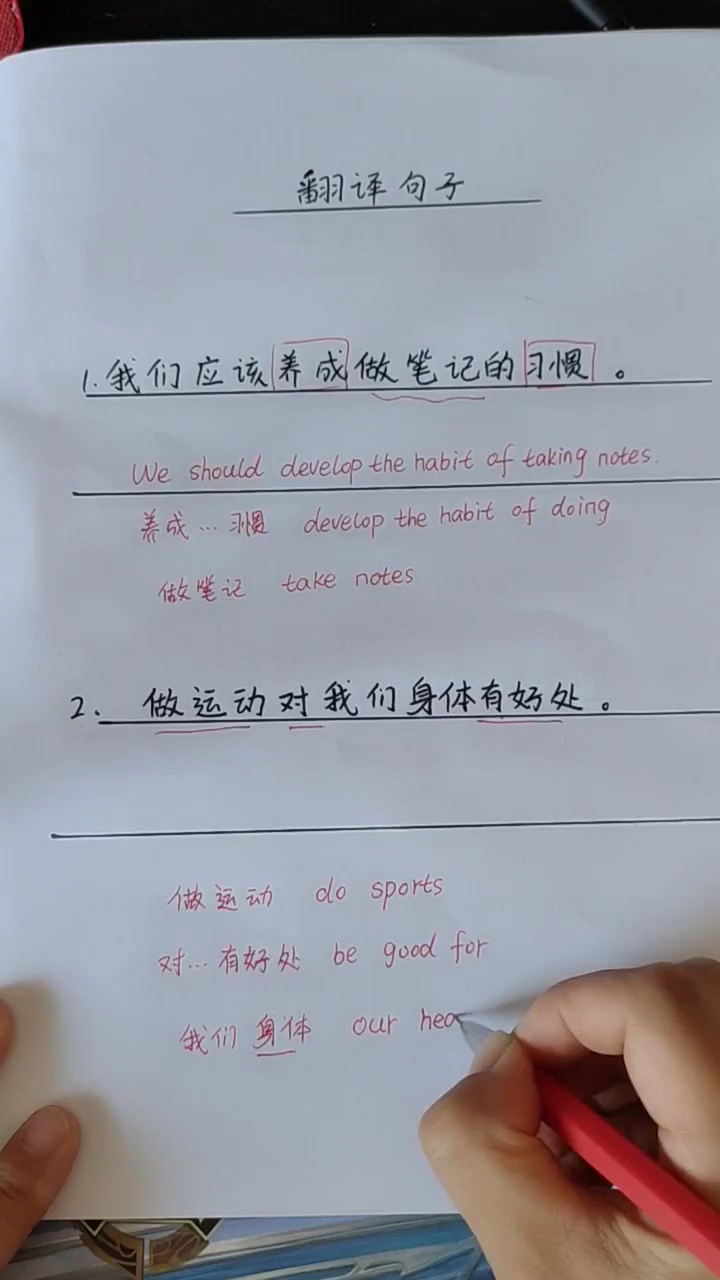 翻译句子
1.我们应该养成做笔记的习惯。
We should develop the habit of taking notes.
养成...习惯 develop the habit of doing
做笔记 take notes
2. 做运动对我们身体有好处。
做运动 do sports
对...有好处 be good for
我们身体 our hea